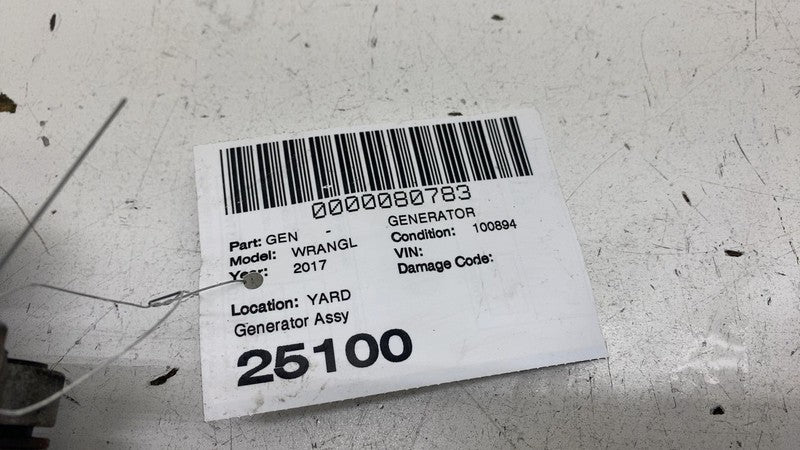 0000080783
Part: GEN - GENERATOR
Model: WRANGL Condition: 100894
Year: 2017 VIN:
Damage Code:
Location: YARD
Generator Assy
25100